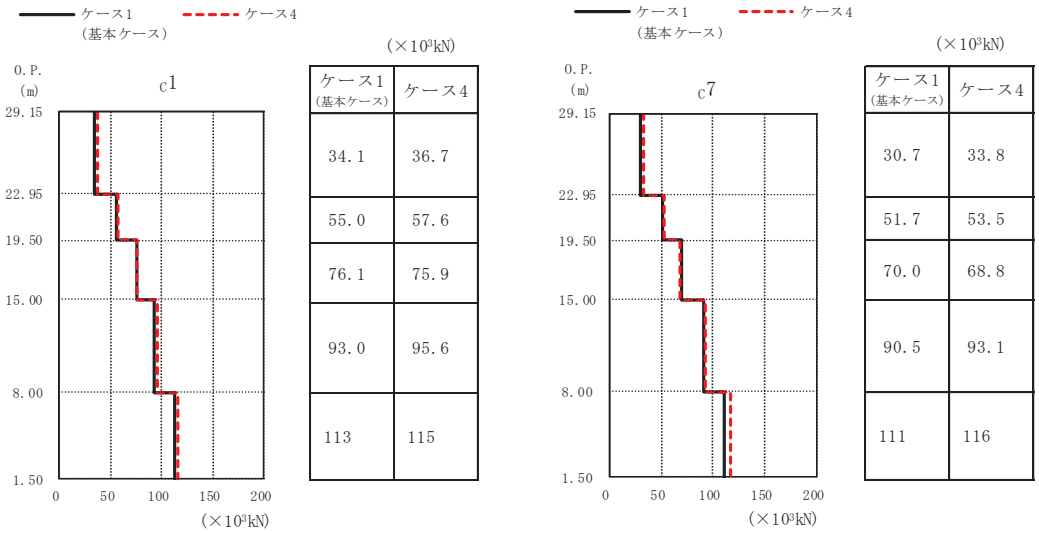 ケース1
(基本ケース)
ケース4
(×10³kN)
O.P.
(m)
C1
ケース1
(基本ケース)
ケース4
29.15
34.1 36.7
22.95
55.0 57.6
19.50
76.1 75.9
15.00
93.0 95.6
8.00
113 115
1.50
0 50 100 150 200
(×10³kN)
ケース1
(基本ケース)
ケース4
(×10³kN)
O.P.
(m)
C7
ケース1
(基本ケース)
ケース4
29.15
30.7 33.8
22.95
51.7 53.5
19.50
70.0 68.8
15.00
90.5 93.1
8.00
111 116
1.50
0 50 100 150 200
(×10³kN)